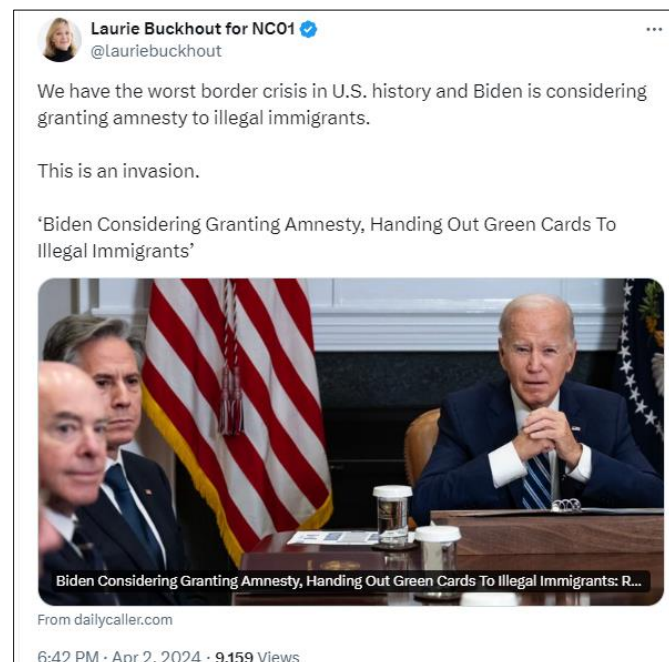 Laurie Buckhout for NC01
@lauriebuckhout
We have the worst border crisis in U.S. history and Biden is considering
granting amnesty to illegal immigrants.
This is an invasion.
‘Biden Considering Granting Amnesty, Handing Out Green Cards To
Illegal Immigrants’
Biden Considering Granting Amnesty, Handing Out Green Cards To Illegal Immigrants: R...
From dailycaller.com
6:42 PM · Apr 2, 2024 · 9,159 Views